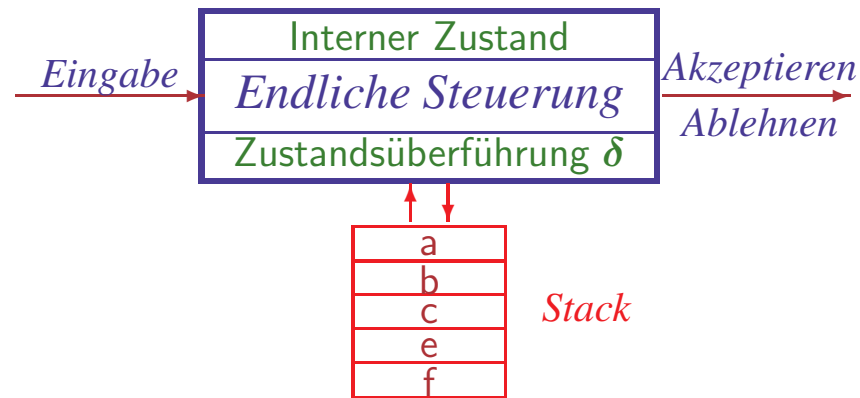 Interner Zustand
Eingabe
Endliche Steuerung
Akzeptieren
Ablehnen
Zustandsüberführung δ
a
b
c
Stack
e
f